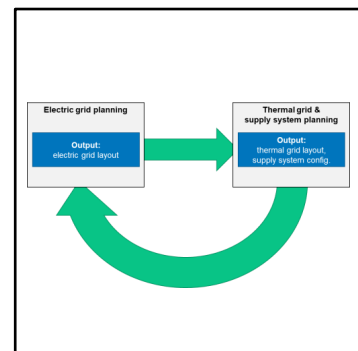 Electric grid planning
Output:
electric grid layout
Thermal grid &
supply system planning
Output:
thermal grid layout,
supply system config.